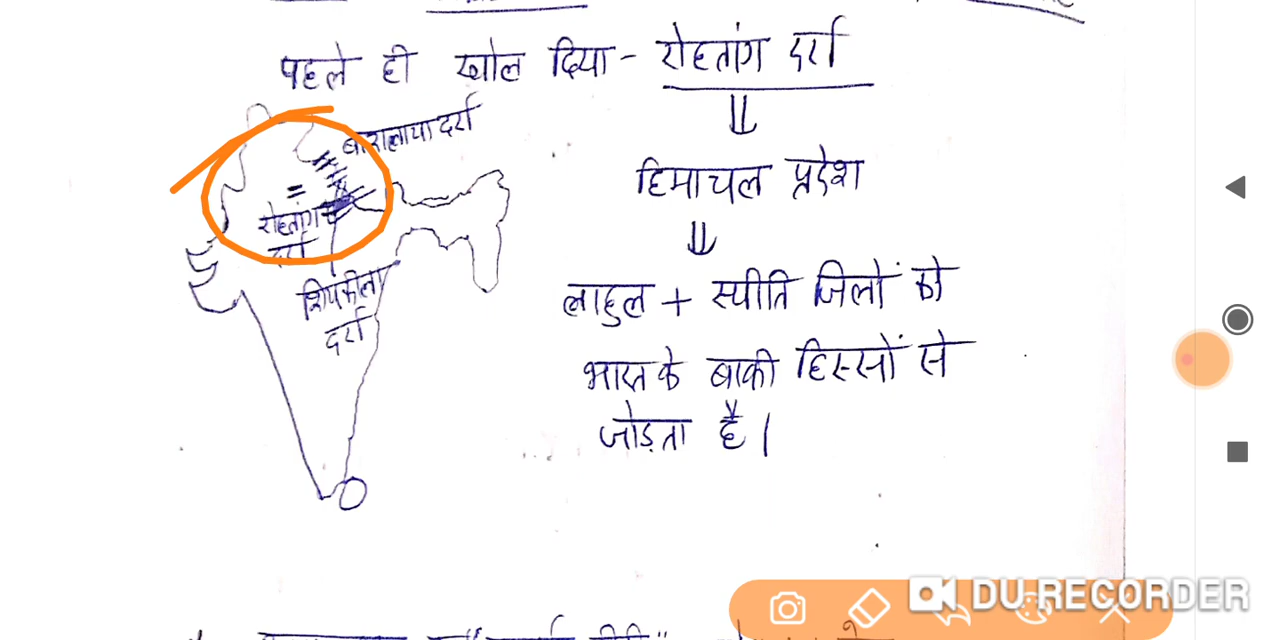 पहले ही खोल दिया - रोहतांग दर्रा
⇓
बारालाचा दर्रा
हिमाचल प्रदेश
⇓
रोहतांग
दर्रा
शिपकीला
दर्रा
लाहुल + स्पीति जिलों को
भारत के बाकी हिस्सों से
जोड़ता है।
DU RECORDER